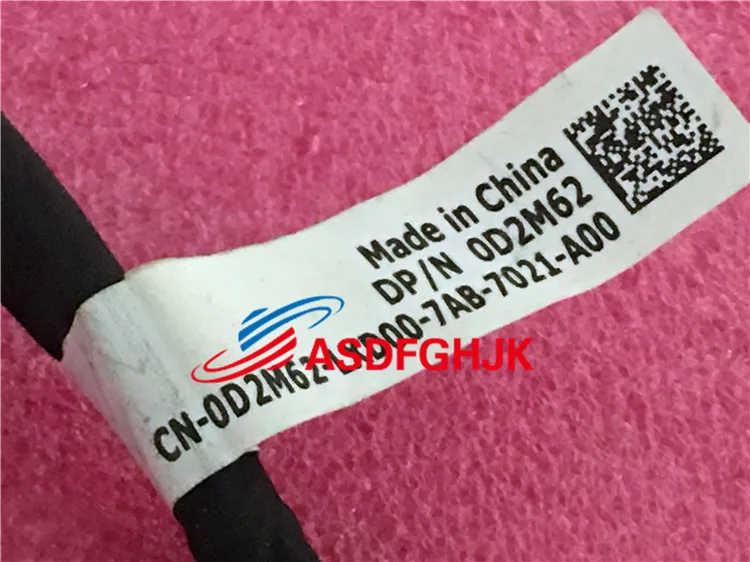 Made in China
DP/N 0D2M62
CN-0D2M62- -7AB-7021-A00
ASDFGHJK